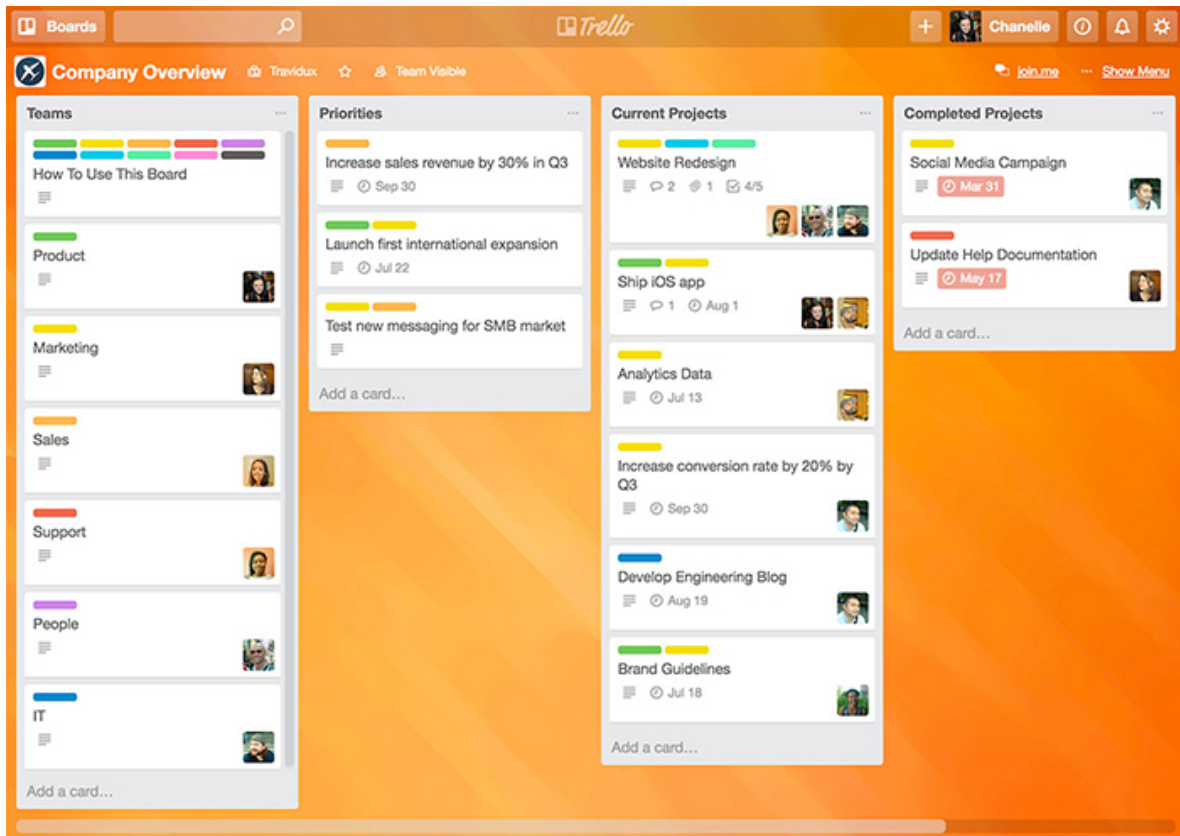 Boards
Trello
Chanelle
Company Overview Travidux Team Visible
join.me ... Show Menu
Teams ...
How To Use This Board
Product
Marketing
Sales
Support
People
IT
Add a card...
Priorities ...
Increase sales revenue by 30% in Q3
Sep 30
Launch first international expansion
Jul 22
Test new messaging for SMB market
Add a card...
Current Projects ...
Website Redesign
2 1 4/5
Ship iOS app
1 Aug 1
Analytics Data
Jul 13
Increase conversion rate by 20% by
Q3
Sep 30
Develop Engineering Blog
Aug 19
Brand Guidelines
Jul 18
Add a card...
Completed Projects ...
Social Media Campaign
Mar 31
Update Help Documentation
May 17
Add a card...